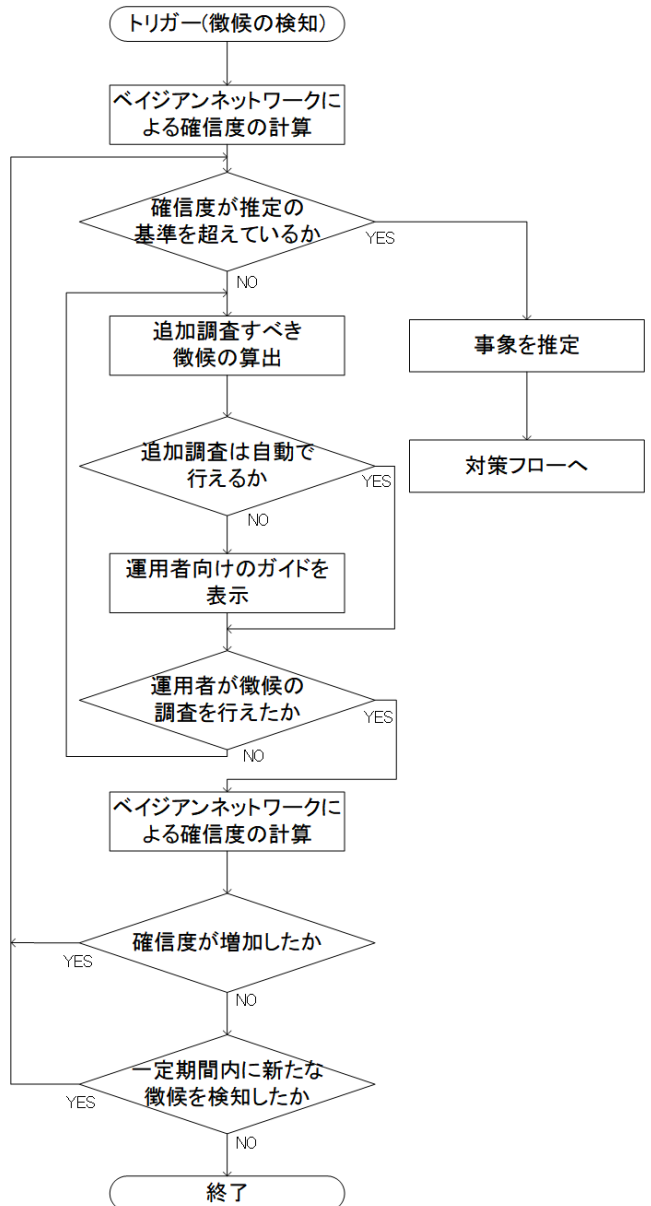 トリガー(徴候の検知)
ベイジアンネットワークに
よる確信度の計算
確信度が推定の
基準を超えているか
YES
NO
追加調査すべき
徴候の算出
事象を推定
追加調査は自動で
行えるか
YES
NO
対策フローへ
運用者向けのガイドを
表示
運用者が徴候の
調査を行えたか
YES
NO
ベイジアンネットワークに
よる確信度の計算
確信度が増加したか
YES
NO
一定期間内に新たな
徴候を検知したか
YES
NO
終了